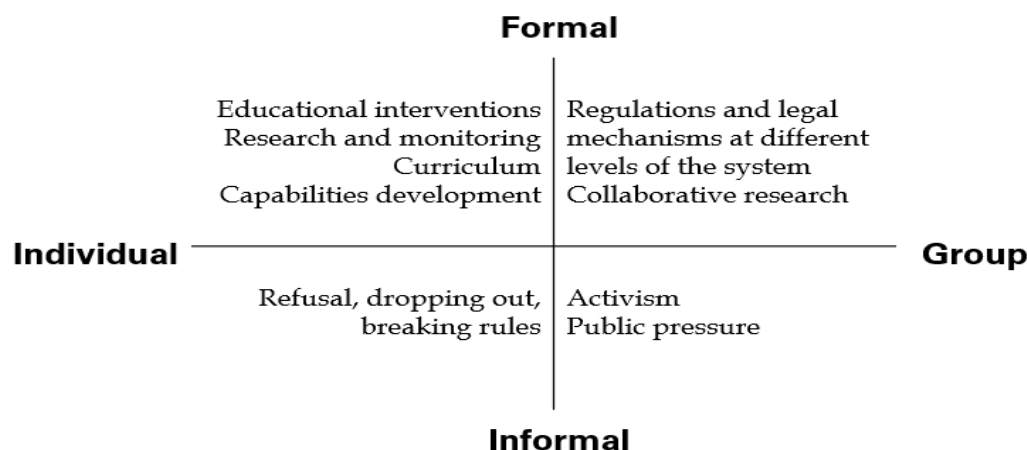 Formal
Educational interventions
Research and monitoring
Curriculum
Capabilities development
Regulations and legal
mechanisms at different
levels of the system
Collaborative research
Individual
Group
Refusal, dropping out,
breaking rules
Activism
Public pressure
Informal